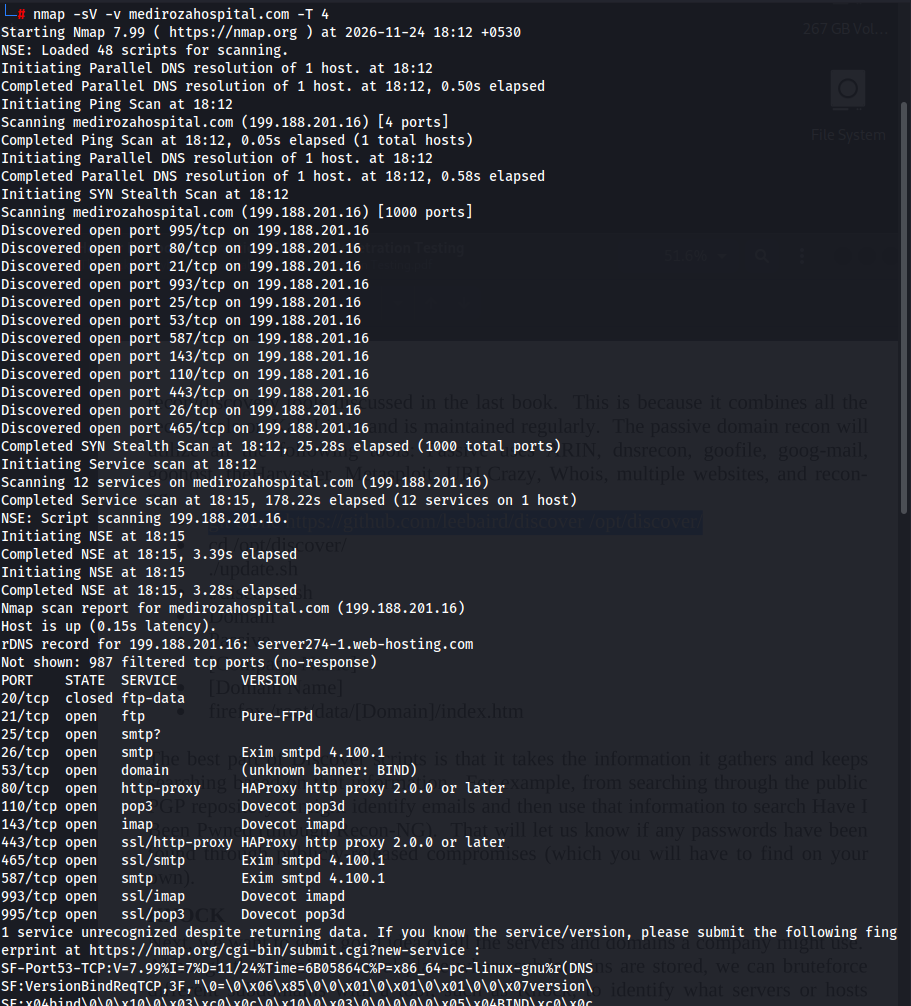 └─# nmap -sV -v medirozahospital.com -T 4
Starting Nmap 7.99 ( https://nmap.org ) at 2026-11-24 18:12 +0530
NSE: Loaded 48 scripts for scanning.
Initiating Parallel DNS resolution of 1 host. at 18:12
Completed Parallel DNS resolution of 1 host. at 18:12, 0.50s elapsed
Initiating Ping Scan at 18:12
Scanning medirozahospital.com (199.188.201.16) [4 ports]
Completed Ping Scan at 18:12, 0.05s elapsed (1 total hosts)
Initiating Parallel DNS resolution of 1 host. at 18:12
Completed Parallel DNS resolution of 1 host. at 18:12, 0.58s elapsed
Initiating SYN Stealth Scan at 18:12
Scanning medirozahospital.com (199.188.201.16) [1000 ports]
Discovered open port 995/tcp on 199.188.201.16
Discovered open port 80/tcp on 199.188.201.16
Discovered open port 21/tcp on 199.188.201.16
Discovered open port 993/tcp on 199.188.201.16
Discovered open port 25/tcp on 199.188.201.16
Discovered open port 53/tcp on 199.188.201.16
Discovered open port 587/tcp on 199.188.201.16
Discovered open port 143/tcp on 199.188.201.16
Discovered open port 110/tcp on 199.188.201.16
Discovered open port 443/tcp on 199.188.201.16
Discovered open port 26/tcp on 199.188.201.16
Discovered open port 465/tcp on 199.188.201.16
Completed SYN Stealth Scan at 18:12, 25.28s elapsed (1000 total ports)
Initiating Service scan at 18:12
Scanning 12 services on medirozahospital.com (199.188.201.16)
Completed Service scan at 18:15, 178.22s elapsed (12 services on 1 host)
NSE: Script scanning 199.188.201.16.
Initiating NSE at 18:15
Completed NSE at 18:15, 3.39s elapsed
Initiating NSE at 18:15
Completed NSE at 18:15, 3.28s elapsed
Nmap scan report for medirozahospital.com (199.188.201.16)
Host is up (0.15s latency).
rDNS record for 199.188.201.16: server274-1.web-hosting.com
Not shown: 987 filtered tcp ports (no-response)
PORT    STATE  SERVICE        VERSION
20/tcp  closed ftp-data
21/tcp  open   ftp            Pure-FTPd
25/tcp  open   smtp?
26/tcp  open   smtp           Exim smtpd 4.100.1
53/tcp  open   domain         (unknown banner: BIND)
80/tcp  open   http-proxy     HAProxy http proxy 2.0.0 or later
110/tcp open   pop3           Dovecot pop3d
143/tcp open   imap           Dovecot imapd
443/tcp open   ssl/http-proxy HAProxy http proxy 2.0.0 or later
465/tcp open   ssl/smtp       Exim smtpd 4.100.1
587/tcp open   smtp           Exim smtpd 4.100.1
993/tcp open   ssl/imap       Dovecot imapd
995/tcp open   ssl/pop3       Dovecot pop3d
1 service unrecognized despite returning data. If you know the service/version, please submit the following fing
erprint at https://nmap.org/cgi-bin/submit.cgi?new-service :
SF-Port53-TCP:V=7.99%I=7%D=11/24%Time=6B05864C%P=x86_64-pc-linux-gnu%r(DNS
SF:VersionBindReqTCP,3F,"\0=\0\x06\x85\0\0\x01\0\x01\0\x01\0\0\x07version\
SF:x04bind\0\0\x10\0\x03\xc0\x0c\0\x10\0\x03\0\0\0\0\0\x05\x04BIND\xc0\x0c
267 GB Vol...
File System